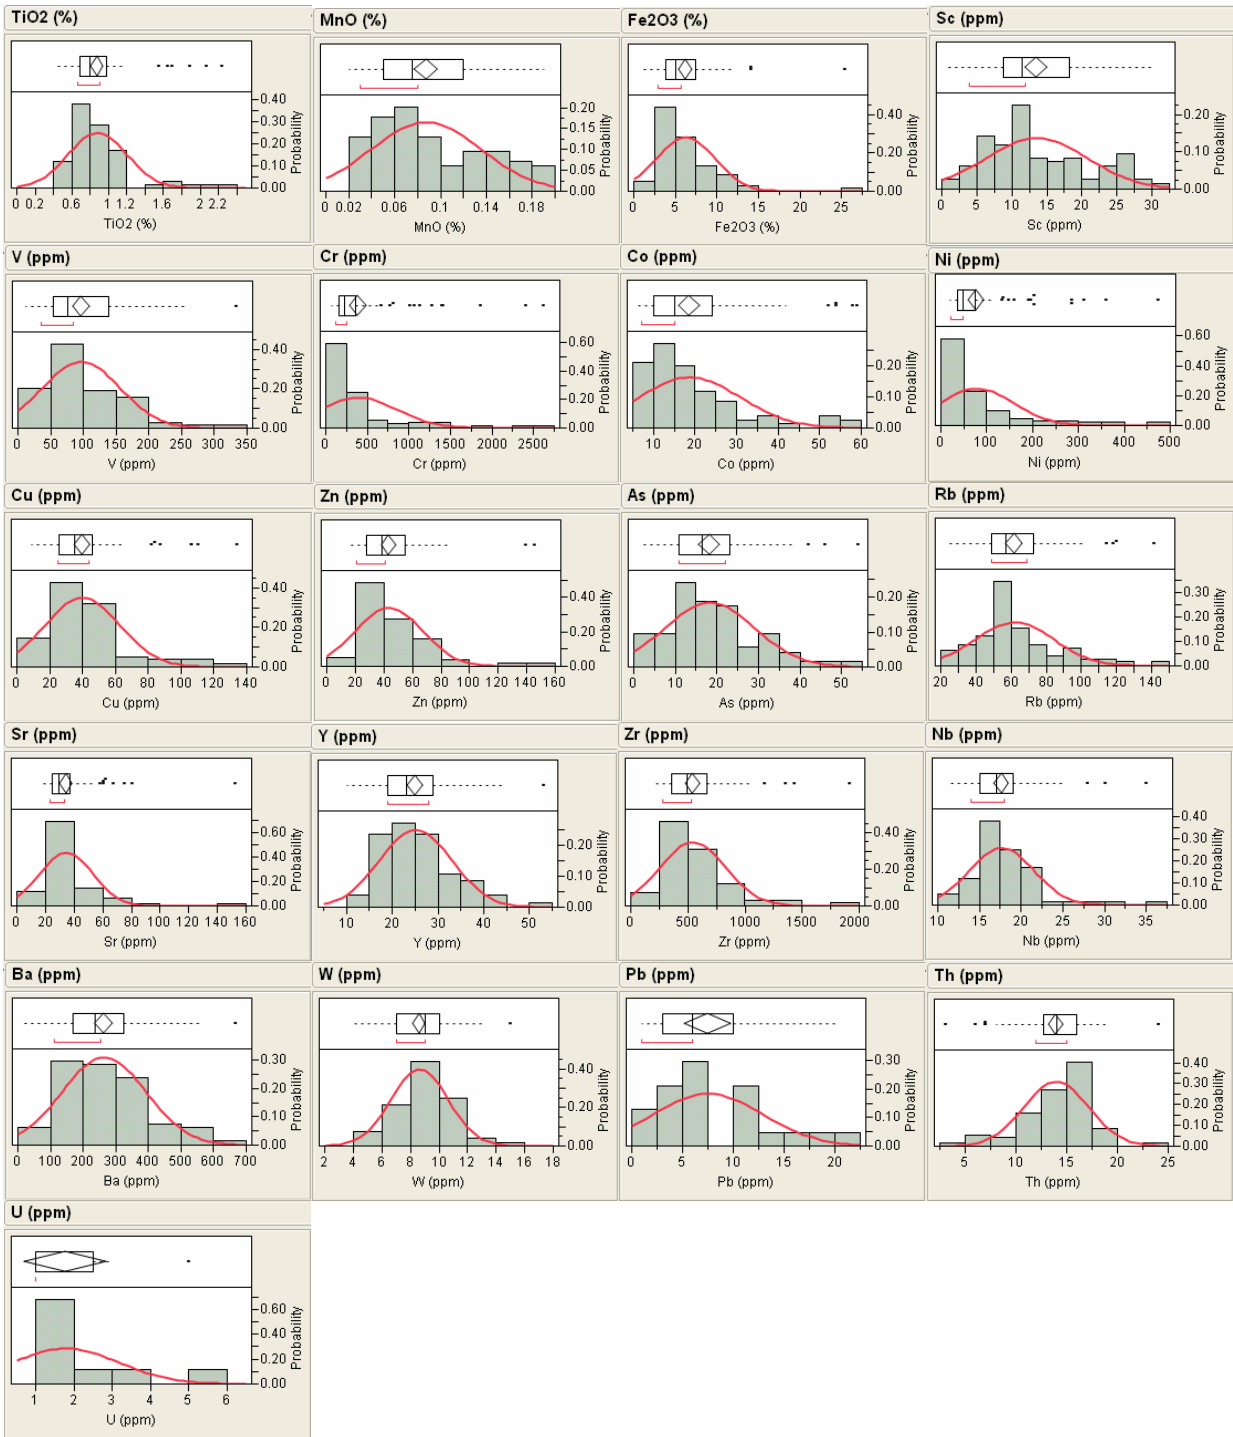 TiO2 (%)
0.40
0.30
0.20
0.10
0.00
Probability
0 0.2 0.6 1 1.6 2 2.2
TiO2 (%)
MnO (%)
0.20
0.15
0.10
0.05
0.00
Probability
0 0.02 0.06 0.1 0.14 0.18
MnO (%)
Fe2O3 (%)
0.40
0.20
0.00
Probability
0 5 10 15 20 25
Fe2O3 (%)
Sc (ppm)
0.20
0.10
0.00
Probability
0 5 10 15 20 25 30
Sc (ppm)
V (ppm)
0.40
0.20
0.00
Probability
0 50 100 150 200 250 300 350
V (ppm)
Cr (ppm)
0.60
0.40
0.20
0.00
Probability
0 500 1000 1500 2000 2500
Cr (ppm)
Co (ppm)
0.20
0.10
0.00
Probability
10 20 30 40 50 60
Co (ppm)
Ni (ppm)
0.60
0.40
0.20
0.00
Probability
0 100 200 300 400 500
Ni (ppm)
Cu (ppm)
0.40
0.20
0.00
Probability
0 20 40 60 80 100 120 140
Cu (ppm)
Zn (ppm)
0.40
0.20
0.00
Probability
0 20 40 60 80 100 120 140 160
Zn (ppm)
As (ppm)
0.20
0.10
0.00
Probability
0 10 20 30 40 50
As (ppm)
Rb (ppm)
0.30
0.20
0.10
0.00
Probability
20 40 60 80 100 120 140
Rb (ppm)
Sr (ppm)
0.60
0.40
0.20
0.00
Probability
0 20 40 60 80 100 120 140 160
Sr (ppm)
Y (ppm)
0.20
0.10
0.00
Probability
10 20 30 40 50
Y (ppm)
Zr (ppm)
0.40
0.20
0.00
Probability
0 500 1000 1500 2000
Zr (ppm)
Nb (ppm)
0.40
0.30
0.20
0.10
0.00
Probability
10 15 20 25 30 35
Nb (ppm)
Ba (ppm)
0.30
0.20
0.10
0.00
Probability
0 100 200 300 400 500 600 700
Ba (ppm)
W (ppm)
0.40
0.20
0.00
Probability
2 4 6 8 10 12 14 16 18
W (ppm)
Pb (ppm)
0.30
0.20
0.10
0.00
Probability
0 5 10 15 20
Pb (ppm)
Th (ppm)
0.40
0.30
0.20
0.10
0.00
Probability
5 10 15 20 25
Th (ppm)
U (ppm)
0.60
0.40
0.20
0.00
Probability
1 2 3 4 5 6
U (ppm)